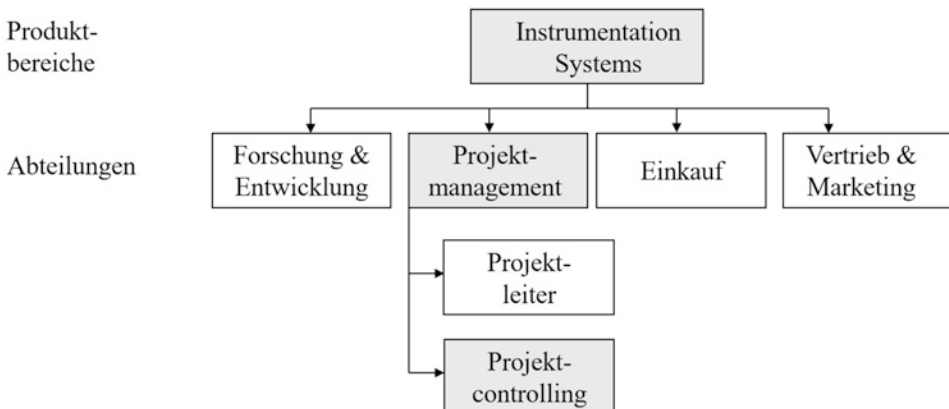 Produkt-
bereiche
Instrumentation
Systems
Abteilungen
Forschung &
Entwicklung
Projekt-
management
Einkauf
Vertrieb &
Marketing
Projekt-
leiter
Projekt-
controlling